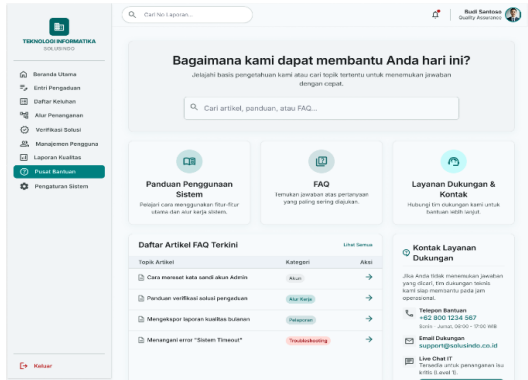 TEKNOLOGI INFORMATIKA
SOLUSINDO
Beranda Utama
Entri Pengaduan
Daftar Keluhan
Alur Penanganan
Verifikasi Solusi
Manajemen Pengguna
Laporan Kualitas
Pusat Bantuan
Pengaturan Sistem
Keluar
Cari No Laporan...
Budi Santoso
Quality Assurance
Bagaimana kami dapat membantu Anda hari ini?
Jelajahi basis pengetahuan kami atau cari topik tertentu untuk menemukan jawaban
dengan cepat.
Cari artikel, panduan, atau FAQ...
Panduan Penggunaan
Sistem
Pelajari cara menggunakan fitur-fitur
utama dan alur kerja sistem.
FAQ
Temukan jawaban atas pertanyaan
yang paling sering diajukan.
Layanan Dukungan &
Kontak
Hubungi tim dukungan kami untuk
bantuan lebih lanjut.
Daftar Artikel FAQ Terkini
Lihat Semua
Topik Artikel Kategori Aksi
Cara mereset kata sandi akun Admin Akun
Panduan verifikasi solusi pengaduan Alur Kerja
Mengekspor laporan kualitas bulanan Pelaporan
Menangani error "Sistem Timeout" Troubleshooting
Kontak Layanan
Dukungan
Jika Anda tidak menemukan jawaban
yang dicari, tim dukungan teknis
kami siap membantu pada jam
operasional.
Telepon Bantuan
+62 800 1234 567
Senin - Jumat, 08:00 - 17:00 WIB
Email Dukungan
support@solusindo.co.id
Live Chat IT
Tersedia untuk penanganan isu
kritis (Level 1).